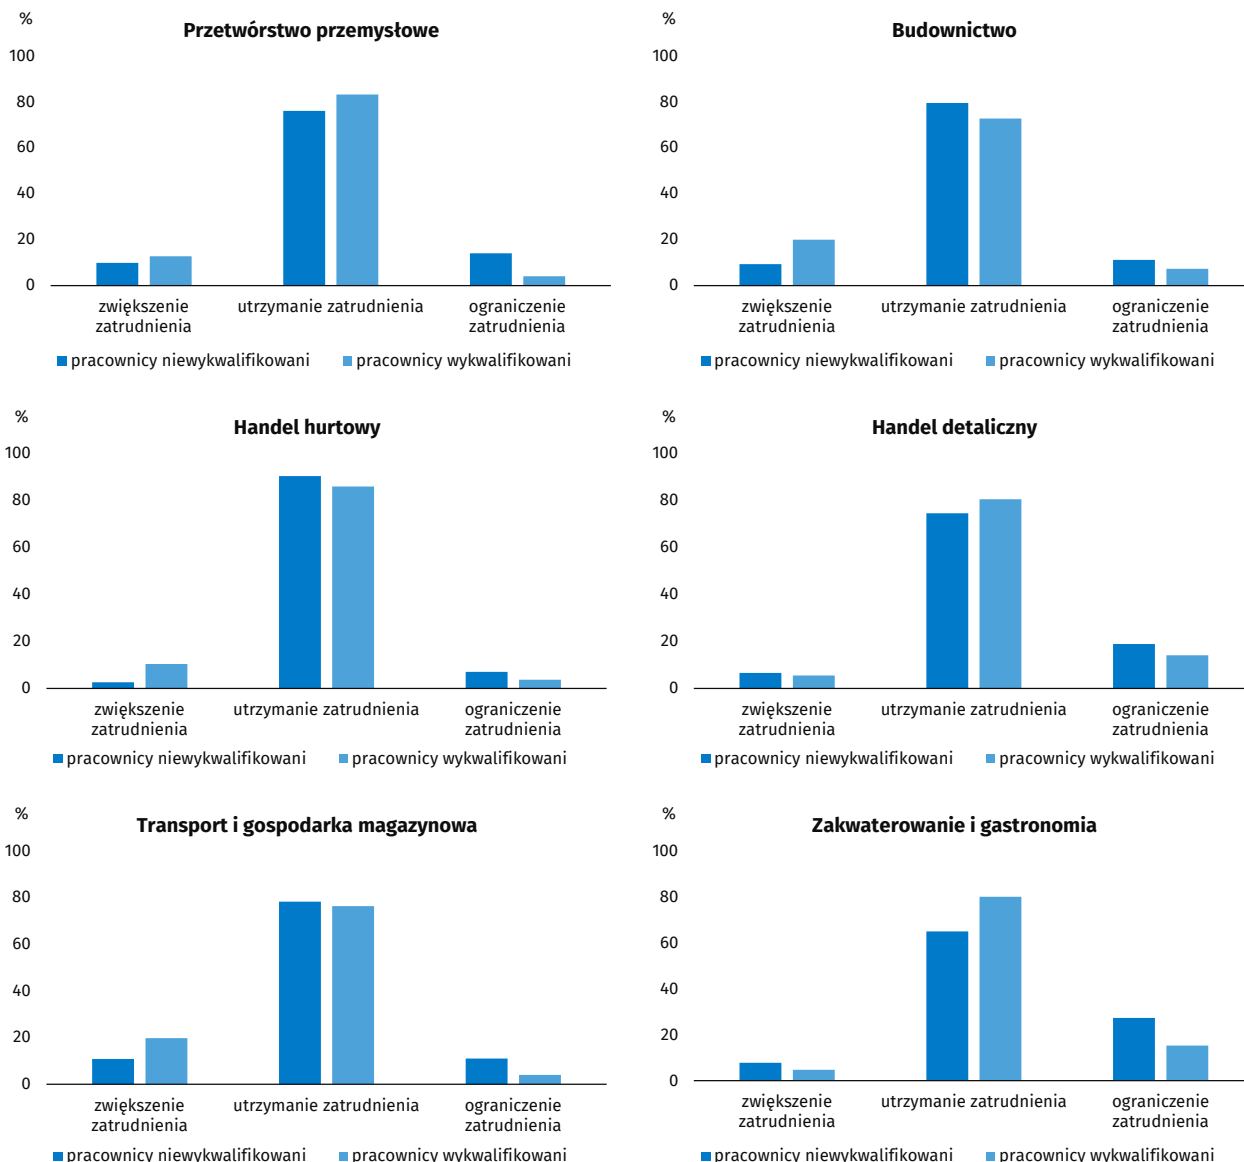 %
Przetwórstwo przemysłowe
100
80
60
40
20
0
zwiększenie
zatrudnienia
utrzymanie zatrudnienia
ograniczenie
zatrudnienia
pracownicy niewykwalifikowani
pracownicy wykwalifikowani
%
Budownictwo
100
80
60
40
20
0
zwiększenie
zatrudnienia
utrzymanie zatrudnienia
ograniczenie
zatrudnienia
pracownicy niewykwalifikowani
pracownicy wykwalifikowani
%
Handel hurtowy
100
80
60
40
20
0
zwiększenie
zatrudnienia
utrzymanie zatrudnienia
ograniczenie
zatrudnienia
pracownicy niewykwalifikowani
pracownicy wykwalifikowani
%
Handel detaliczny
100
80
60
40
20
0
zwiększenie
zatrudnienia
utrzymanie zatrudnienia
ograniczenie
zatrudnienia
pracownicy niewykwalifikowani
pracownicy wykwalifikowani
%
Transport i gospodarka magazynowa
100
80
60
40
20
0
zwiększenie
zatrudnienia
utrzymanie zatrudnienia
ograniczenie
zatrudnienia
pracownicy niewykwalifikowani
pracownicy wykwalifikowani
%
Zakwaterowanie i gastronomia
100
80
60
40
20
0
zwiększenie
zatrudnienia
utrzymanie zatrudnienia
ograniczenie
zatrudnienia
pracownicy niewykwalifikowani
pracownicy wykwalifikowani